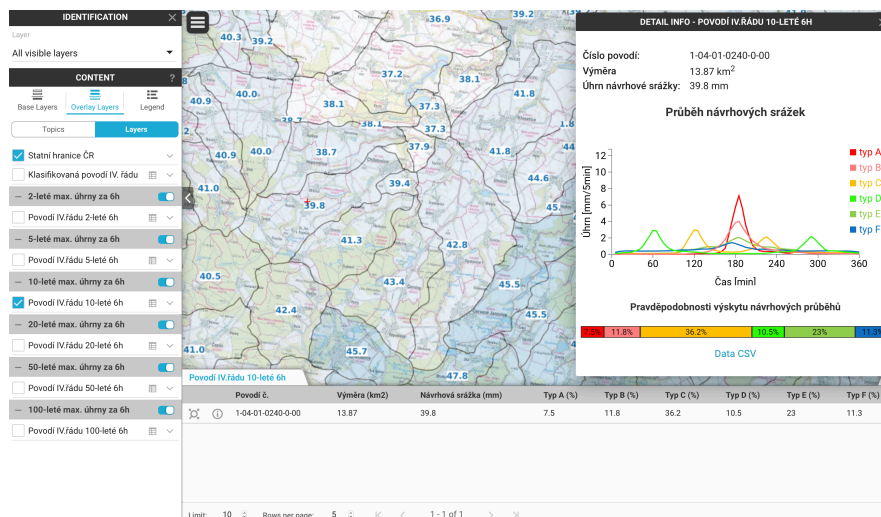 IDENTIFICATION
Layer
All visible layers
CONTENT
?
Base Layers
Overlay Layers
Legend
Topics
Layers
Statní hranice ČR
Klasifikovaná povodí IV. řádu
2-leté max. úhrny za 6h
Povodí IV.řádu 2-leté 6h
5-leté max. úhrny za 6h
Povodí IV.řádu 5-leté 6h
10-leté max. úhrny za 6h
Povodí IV.řádu 10-leté 6h
20-leté max. úhrny za 6h
Povodí IV.řádu 20-leté 6h
50-leté max. úhrny za 6h
Povodí IV.řádu 50-leté 6h
100-leté max. úhrny za 6h
Povodí IV.řádu 100-leté 6h
36.9
39.2
40.3
39.2
37.2
38.1
40.9
40.0
38.1
37.3
41.8
38.7
38.1
37.3
40.9
40.0
38.7
37.9
41.1
41.0
39.4
44.6
39.8
41.3
42.8
40.5
43.4
45.5
42.4
45.5
41.0
45.7
47.8
DETAIL INFO - POVODÍ IV.ŘÁDU 10-LETÉ 6H
Číslo povodí: 1-04-01-0240-0-00
Výměra 13.87 km2
Úhrn návrhové srážky: 39.8 mm
Průběh návrhových srážek
Úhrn [mm/5min]
12
10
8
6
4
2
0
0 60 120 180 240 300 360
Čas [min]
typ A
typ B
typ C
typ D
typ E
typ F
Pravděpodobnosti výskytu návrhových průběhů
7.5% 11.8% 36.2% 10.5% 23% 11.3%
Data CSV
Povodí IV.řádu 10-leté 6h
Povodí č. Výměra (km2) Návrhová srážka (mm) Typ A (%) Typ B (%) Typ C (%) Typ D (%) Typ E (%) Typ F (%)
1-04-01-0240-0-00 13.87 39.8 7.5 11.8 36.2 10.5 23 11.3
Limit: 10 Rows per page: 5 1 - 1 of 1